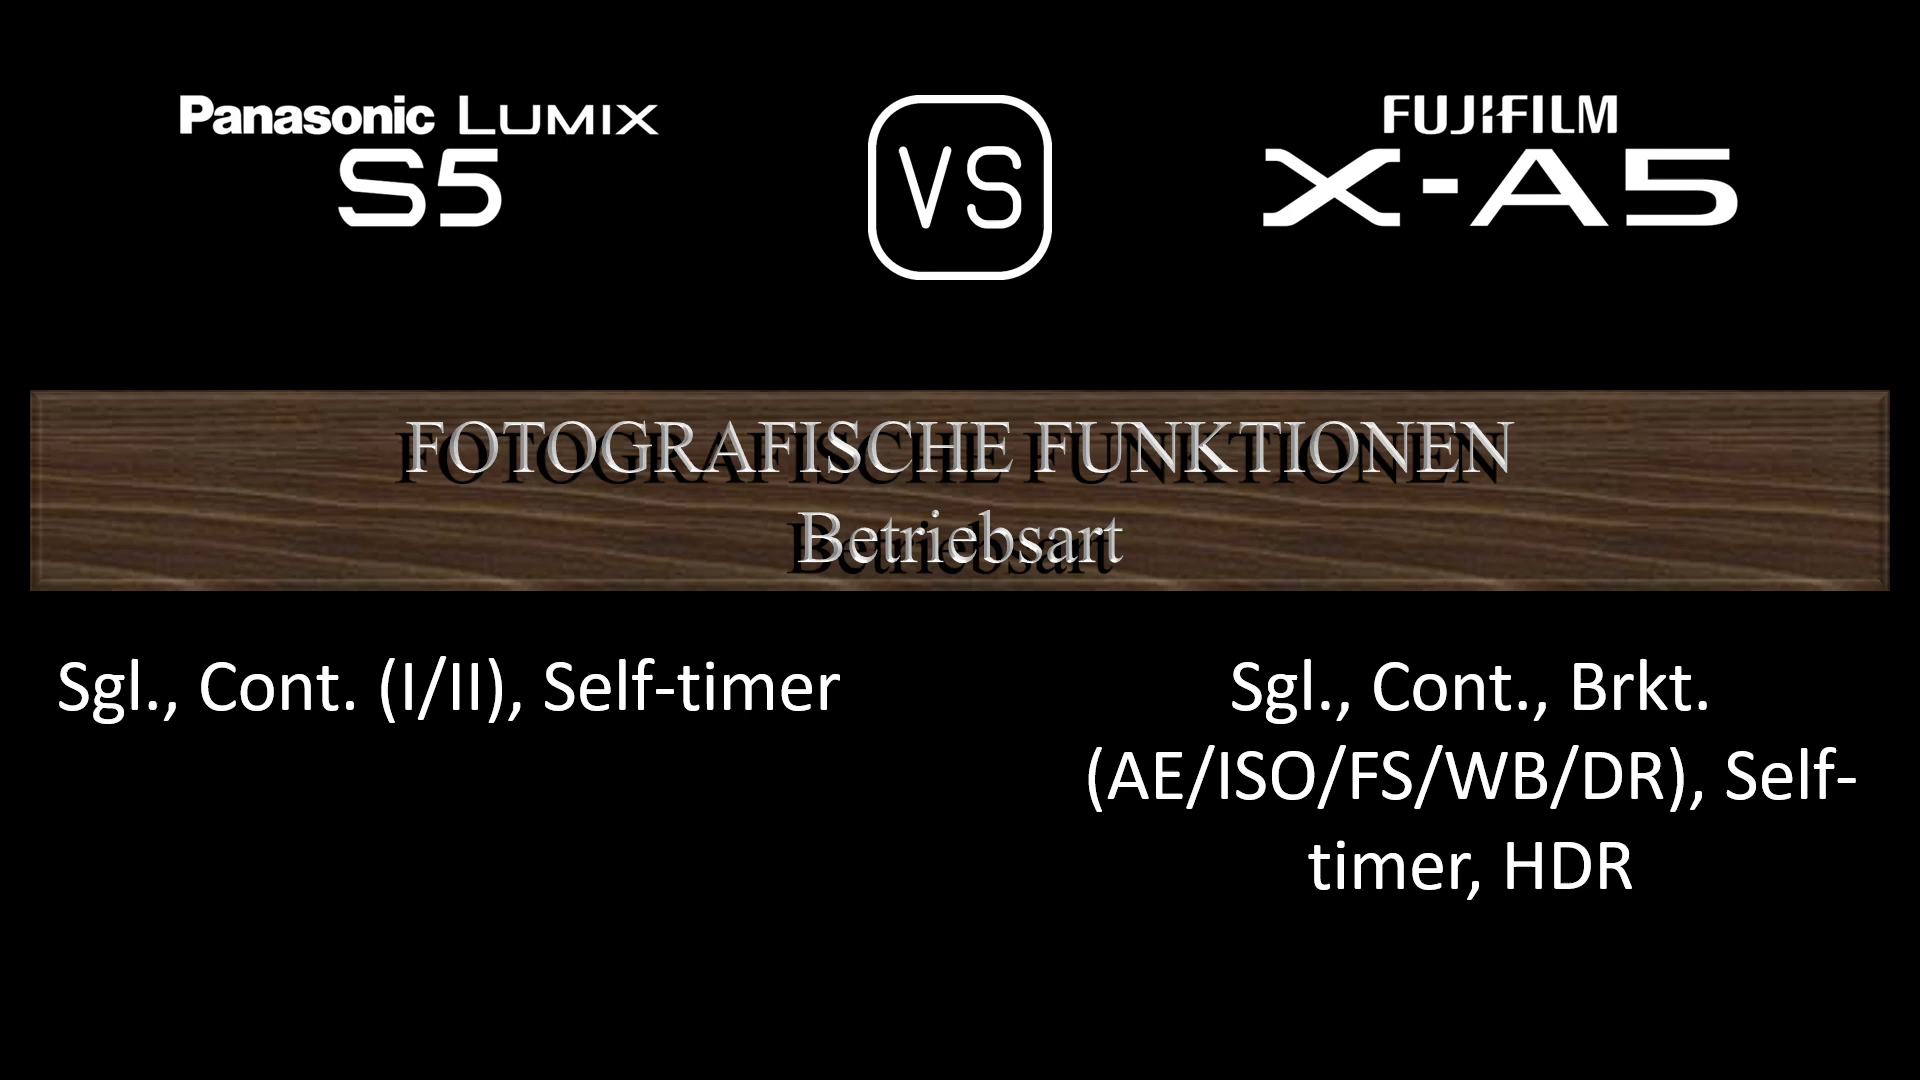 Panasonic LUMIX
S5
VS
FUJIFILM
X-A5
FOTOGRAFISCHE FUNKTIONEN
Betriebsart
Sgl., Cont. (I/II), Self-timer
Sgl., Cont., Brkt.
(AE/ISO/FS/WB/DR), Self-
timer, HDR